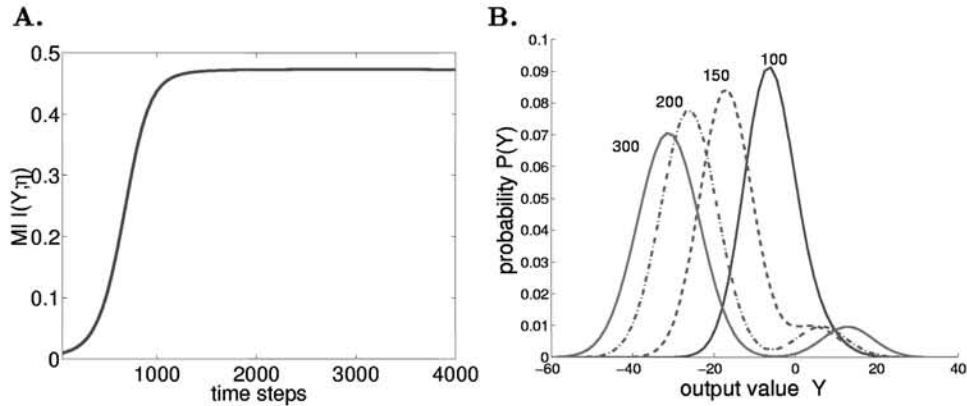 A.
0.5
0.4
0.3
0.2
0.1
0
MI I(Y;η)
1000 2000 3000 4000
time steps
B.
0.1
0.09
0.08
0.07
0.06
0.05
0.04
0.03
0.02
0.01
0
probability P(Y)
300
200
150
100
−60 −40 −20 0 20 40
output value Y